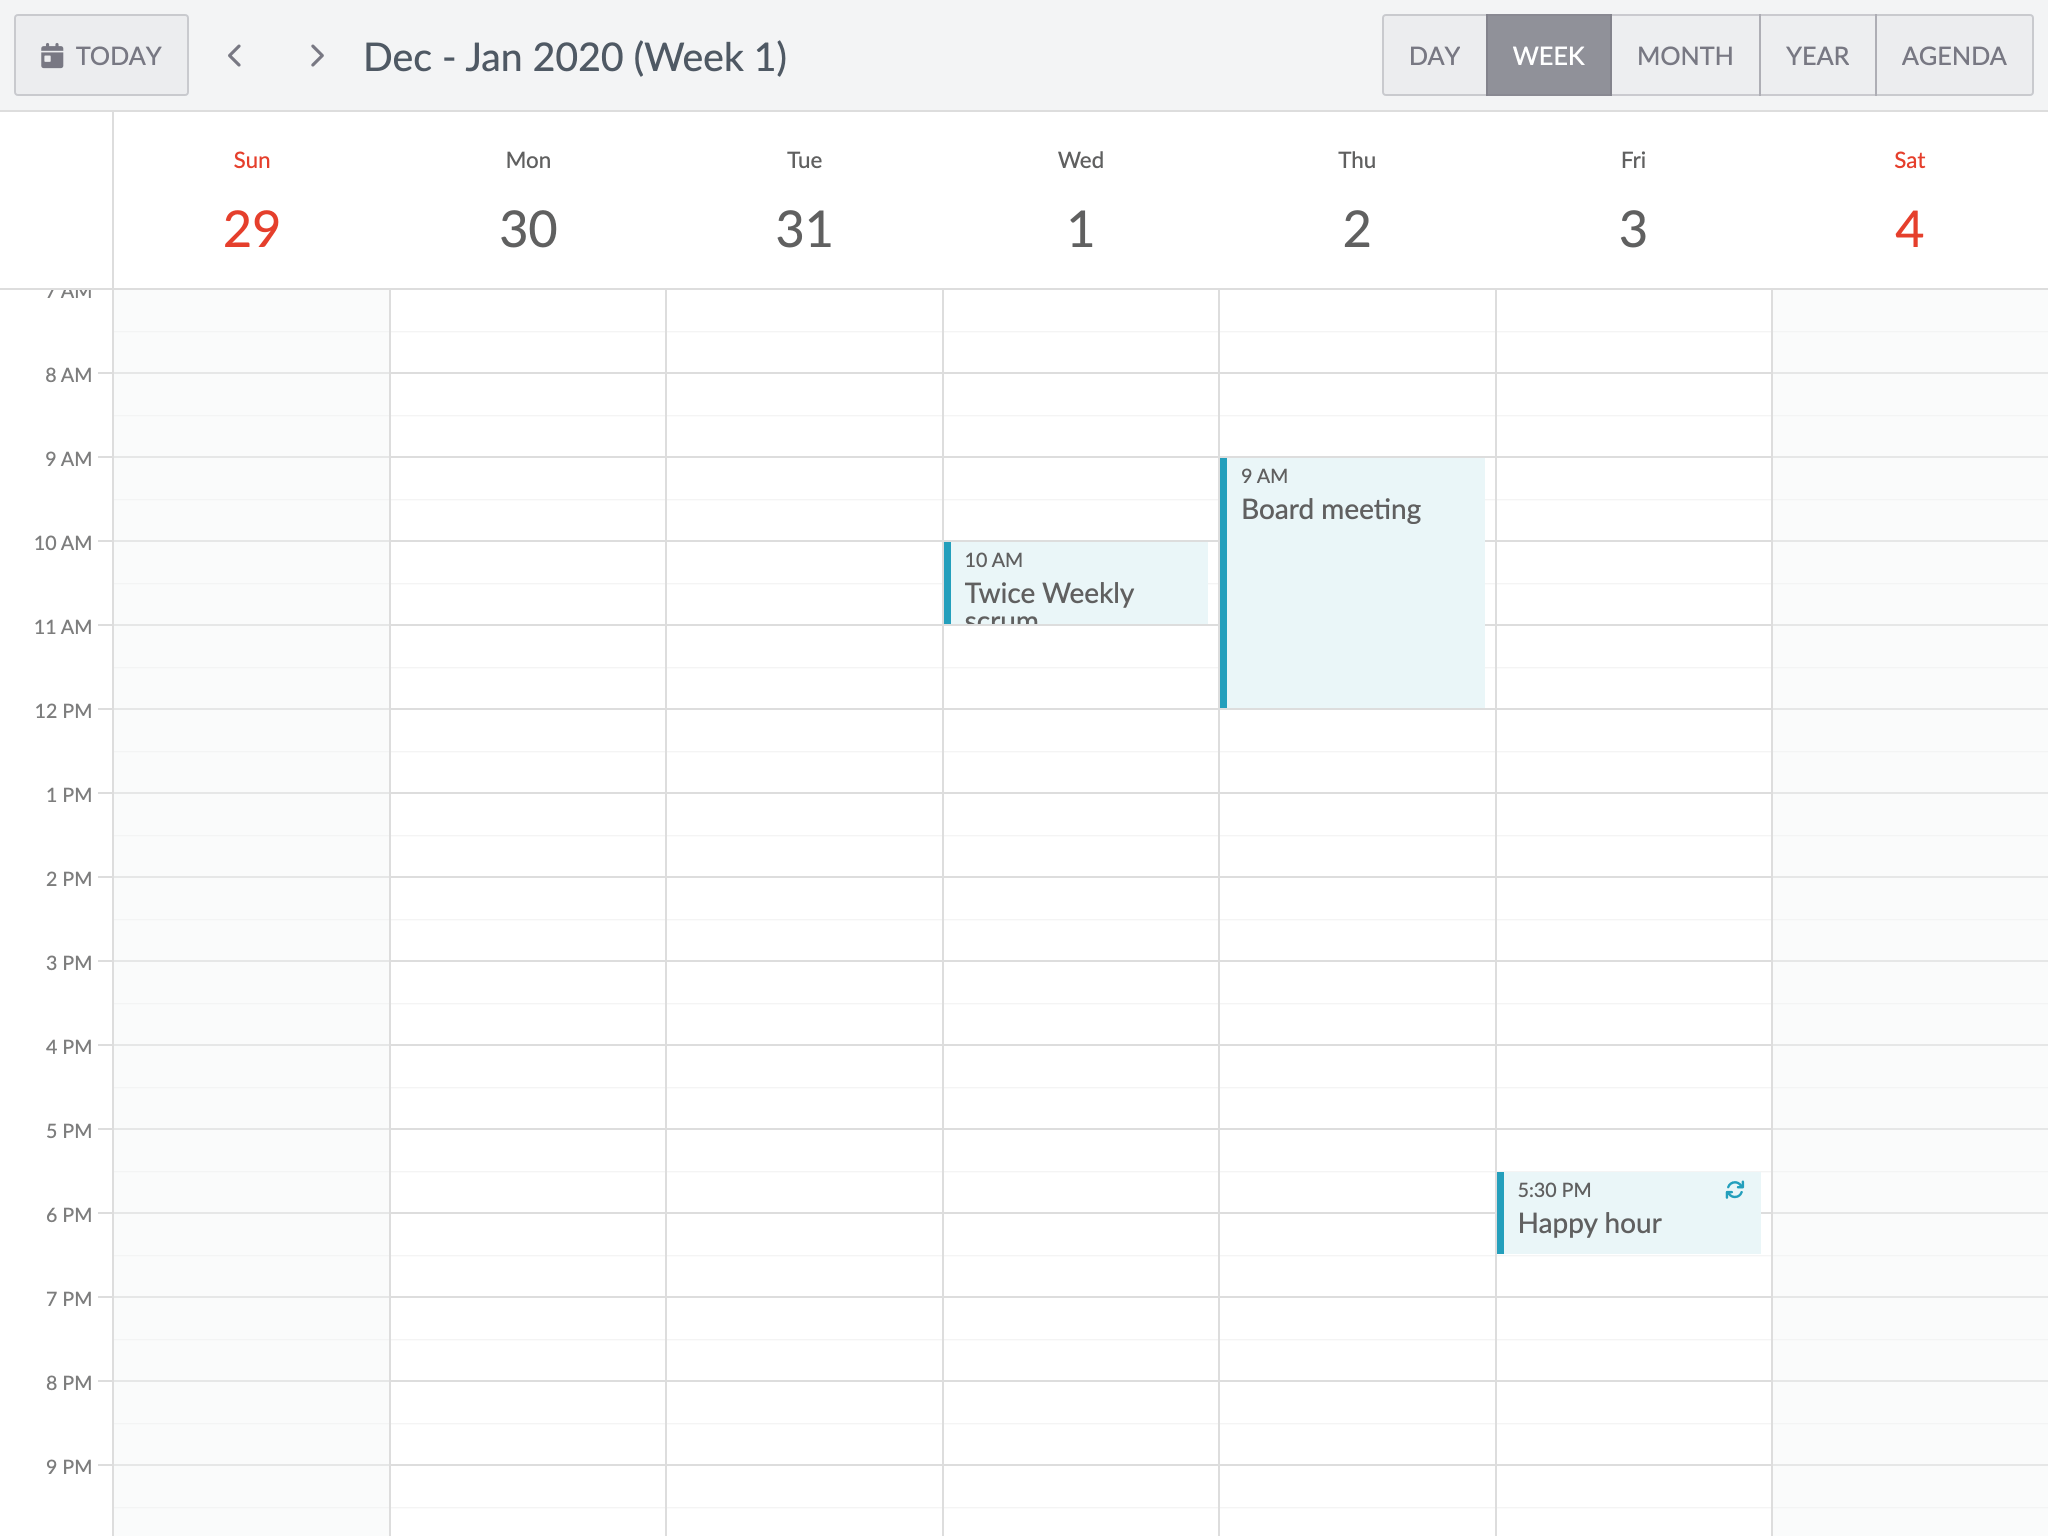 TODAY
Dec - Jan 2020 (Week 1)
DAY
WEEK
MONTH
YEAR
AGENDA
Sun
Mon
Tue
Wed
Thu
Fri
Sat
29
30
31
1
2
3
4
7 AM
8 AM
9 AM
10 AM
11 AM
12 PM
1 PM
2 PM
3 PM
4 PM
5 PM
6 PM
7 PM
8 PM
9 PM
10 AM
Twice Weekly
scrum
9 AM
Board meeting
5:30 PM
Happy hour